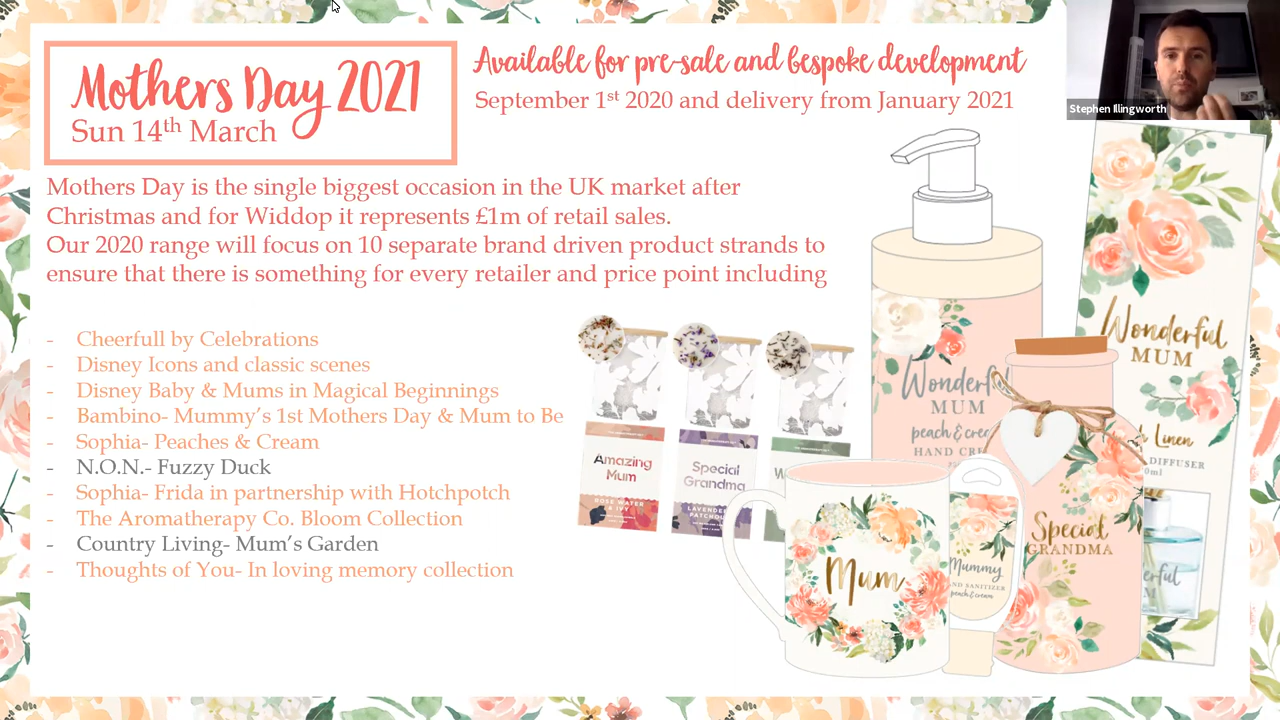 Mothers Day 2021
Sun 14th March
Available for pre-sale and bespoke development
September 1st 2020 and delivery from January 2021
Stephen Illingworth
Mothers Day is the single biggest occasion in the UK market after
Christmas and for Widdop it represents £1m of retail sales.
Our 2020 range will focus on 10 separate brand driven product strands to
ensure that there is something for every retailer and price point including
- Cheerfull by Celebrations
- Disney Icons and classic scenes
- Disney Baby & Mums in Magical Beginnings
- Bambino- Mummy's 1st Mothers Day & Mum to Be
- Sophia- Peaches & Cream
- N.O.N.- Fuzzy Duck
- Sophia- Frida in partnership with Hotchpotch
- The Aromatherapy Co. Bloom Collection
- Country Living- Mum's Garden
- Thoughts of You- In loving memory collection
Amazing
Mum
ROSE WATER
& IVY
Special
Grandma
Wonderful
MUM
peach & cream
HAND
Mum
Mummy
peach & cream
Special
GRANDMA
Wonderful
MUM
Linen
DIFFUSER